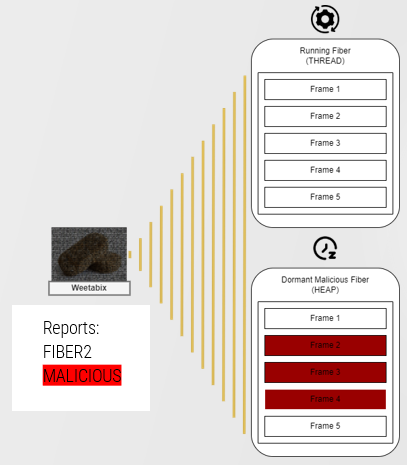 Running Fiber
(THREAD)
Frame 1
Frame 2
Frame 3
Frame 4
Frame 5
Weetabix
Reports:
FIBER2
MALICIOUS
Dormant Malicious Fiber
(HEAP)
Frame 1
Frame 2
Frame 3
Frame 4
Frame 5